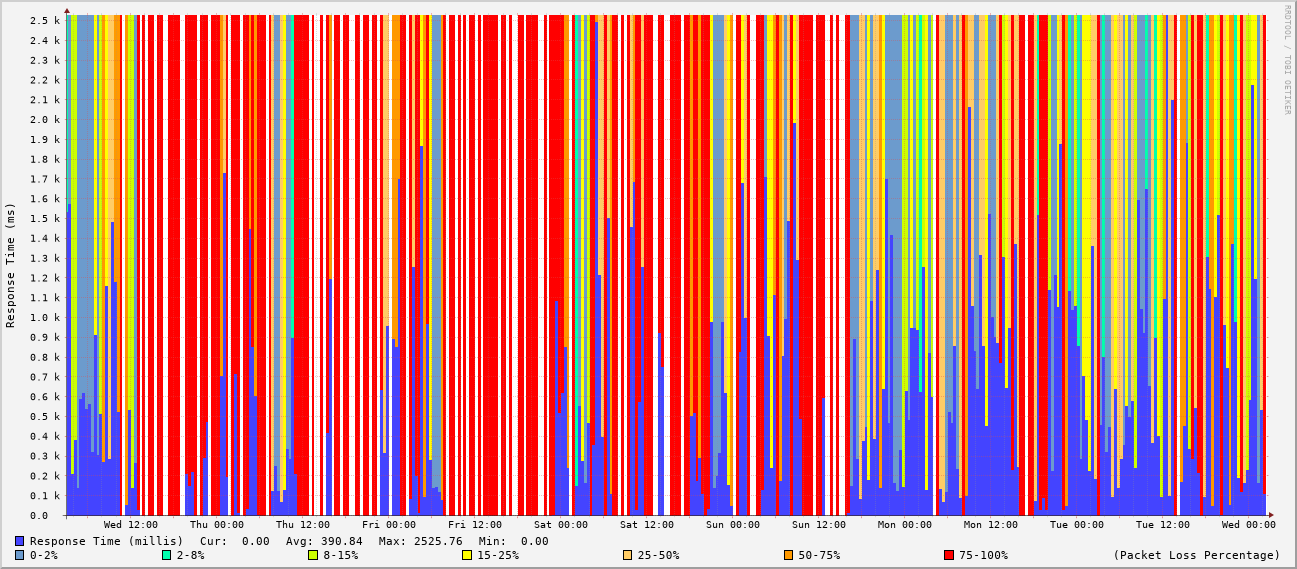 2.5 k
2.4 k
2.3 k
2.2 k
2.1 k
2.0 k
1.9 k
1.8 k
1.7 k
1.6 k
1.5 k
1.4 k
1.3 k
1.2 k
1.1 k
1.0 k
0.9 k
0.8 k
0.7 k
0.6 k
0.5 k
0.4 k
0.3 k
0.2 k
0.1 k
0.0
Response Time (ms)
RRDTOOL / TOBI OETIKER
Wed 12:00 Thu 00:00 Thu 12:00 Fri 00:00 Fri 12:00 Sat 00:00 Sat 12:00 Sun 00:00 Sun 12:00 Mon 00:00 Mon 12:00 Tue 00:00 Tue 12:00 Wed 00:00
Response Time (millis) Cur: 0.00 Avg: 390.84 Max: 2525.76 Min: 0.00
0-2% 2-8% 8-15% 15-25% 25-50% 50-75% 75-100% (Packet Loss Percentage)